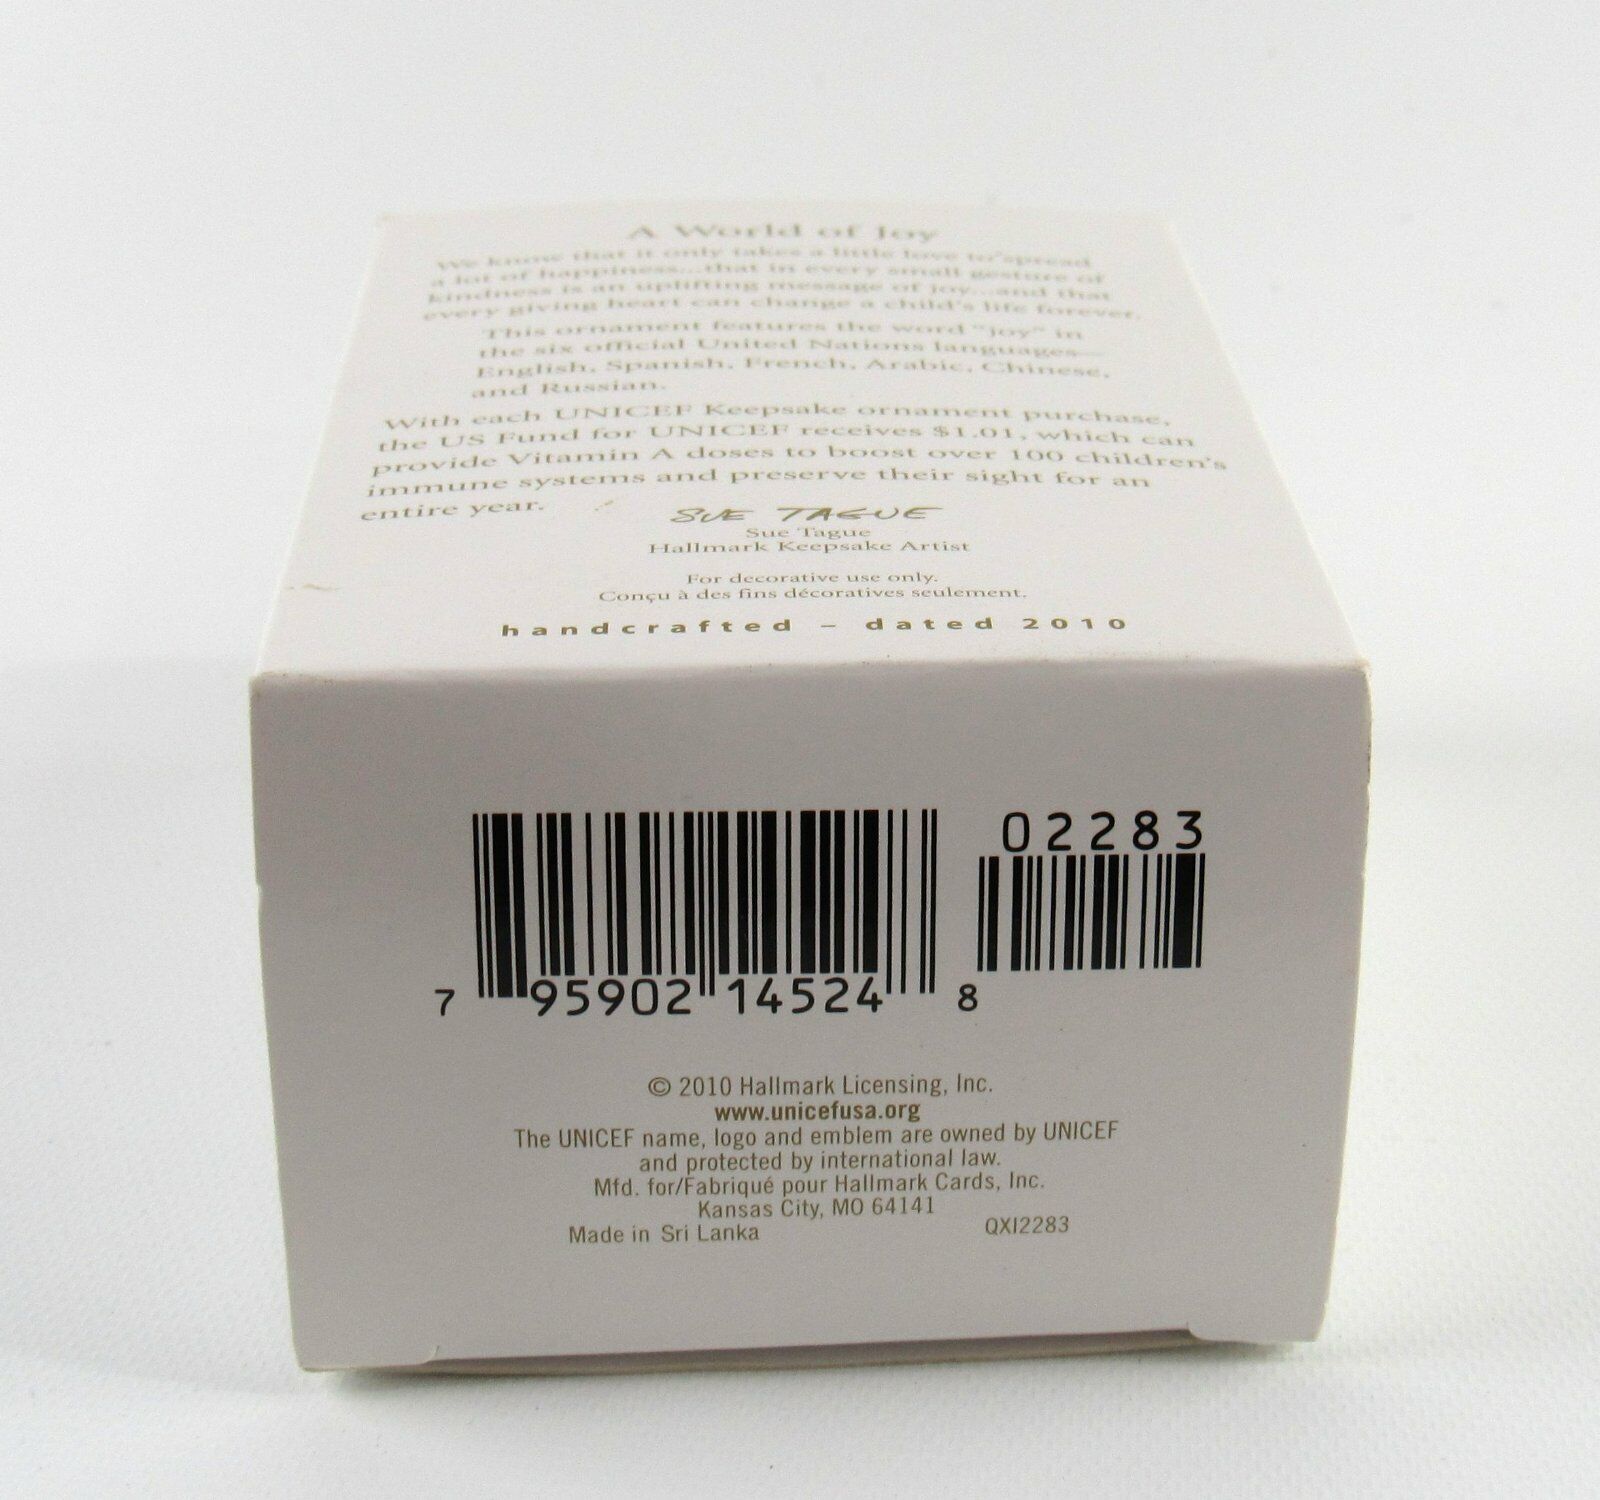 A World of Joy
We know that it only takes a little love to spread
a lot of happiness...that in every small gesture of
kindness is an uplifting message of joy...and that
every giving heart can change a child's life forever.
This ornament features the word "joy" in
the six official United Nations languages—
English, Spanish, French, Arabic, Chinese,
and Russian.
With each UNICEF Keepsake ornament purchase,
the US Fund for UNICEF receives $1.01, which can
provide Vitamin A doses to boost over 100 children's
immune systems and preserve their sight for an
entire year.
SUE TAGUE
Sue Tague
Hallmark Keepsake Artist
For decorative use only.
Conçu à des fins décoratives seulement.
handcrafted – dated 2010
02283
7 95902 14524 8
© 2010 Hallmark Licensing, Inc.
www.unicefusa.org
The UNICEF name, logo and emblem are owned by UNICEF
and protected by international law.
Mfd. for/Fabriqué pour Hallmark Cards, Inc.
Kansas City, MO 64141
Made in Sri Lanka QXI2283